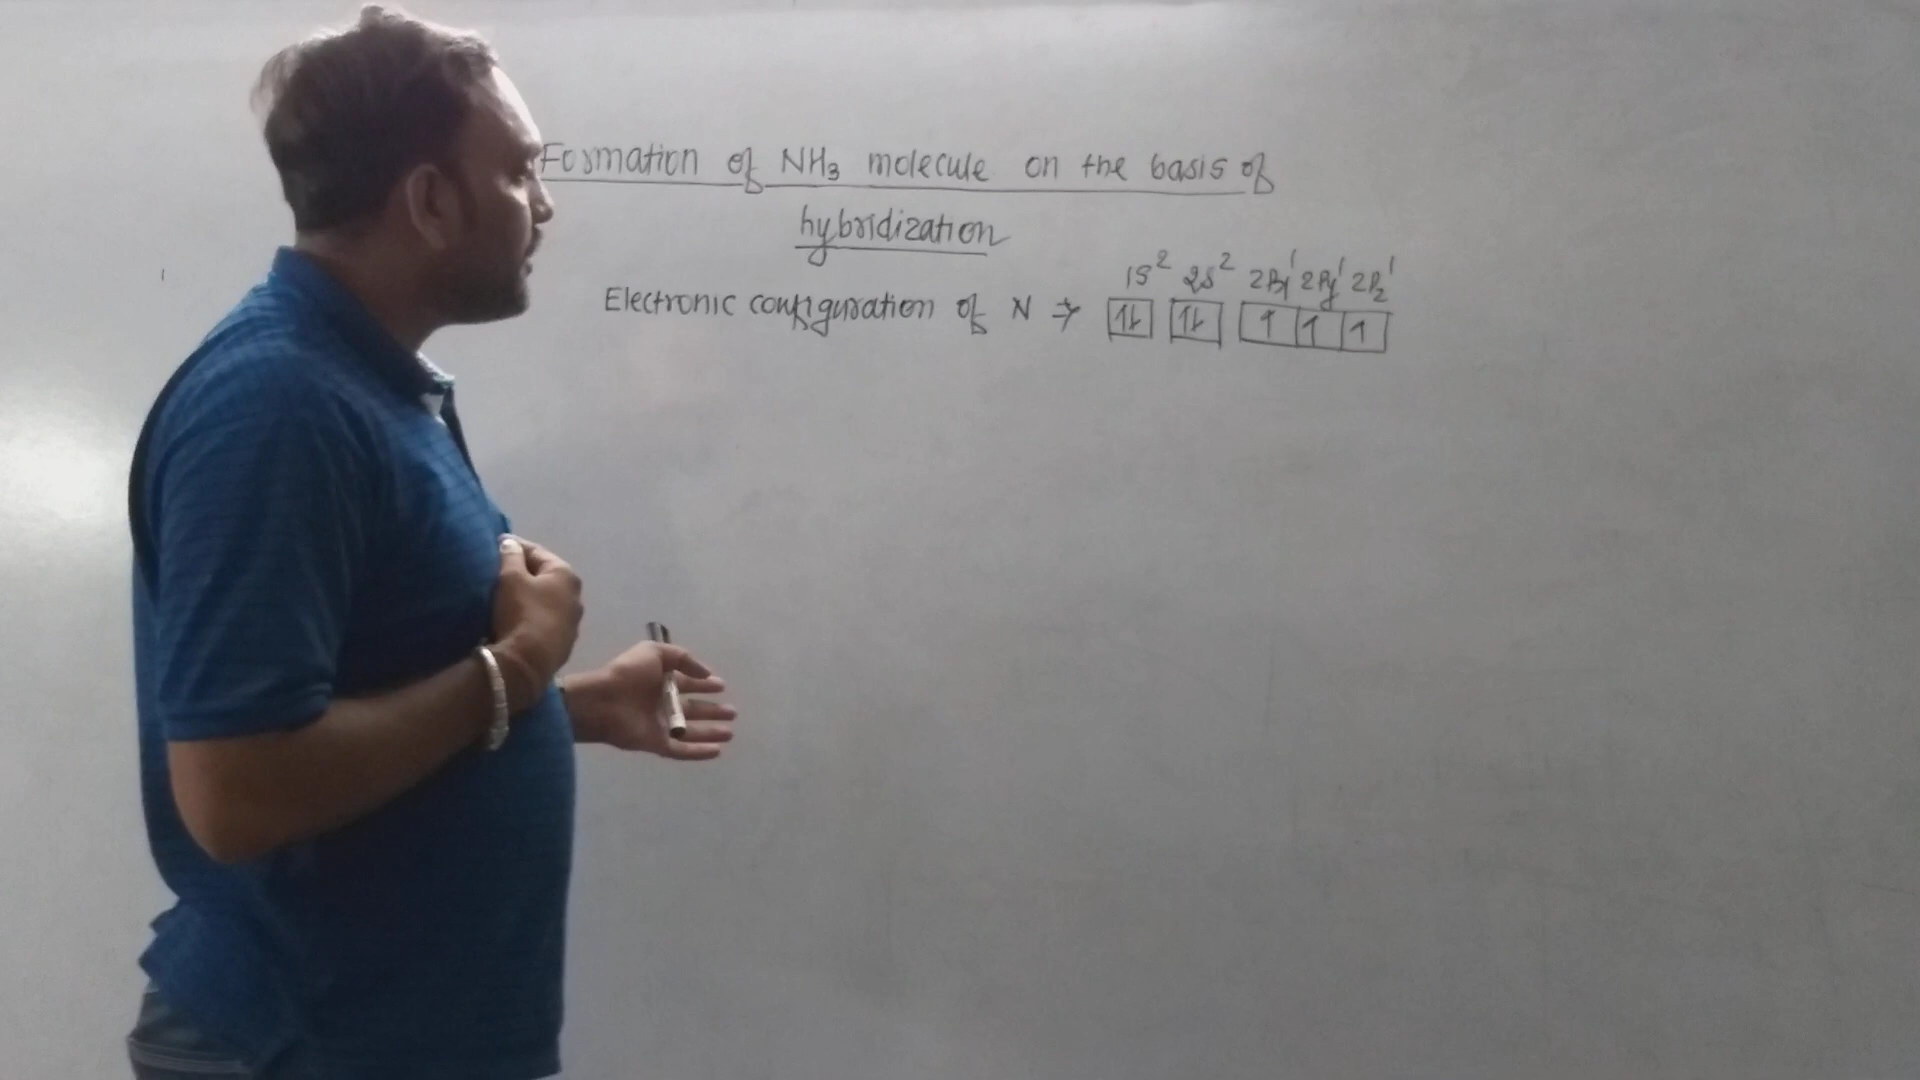 Formation of NH₃ molecule on the basis of
hybridization
1s² 2s² 2Px¹ 2Py¹ 2Pz¹
Electronic configuration of N → ↑↓ ↑↓ ↑ ↑ ↑